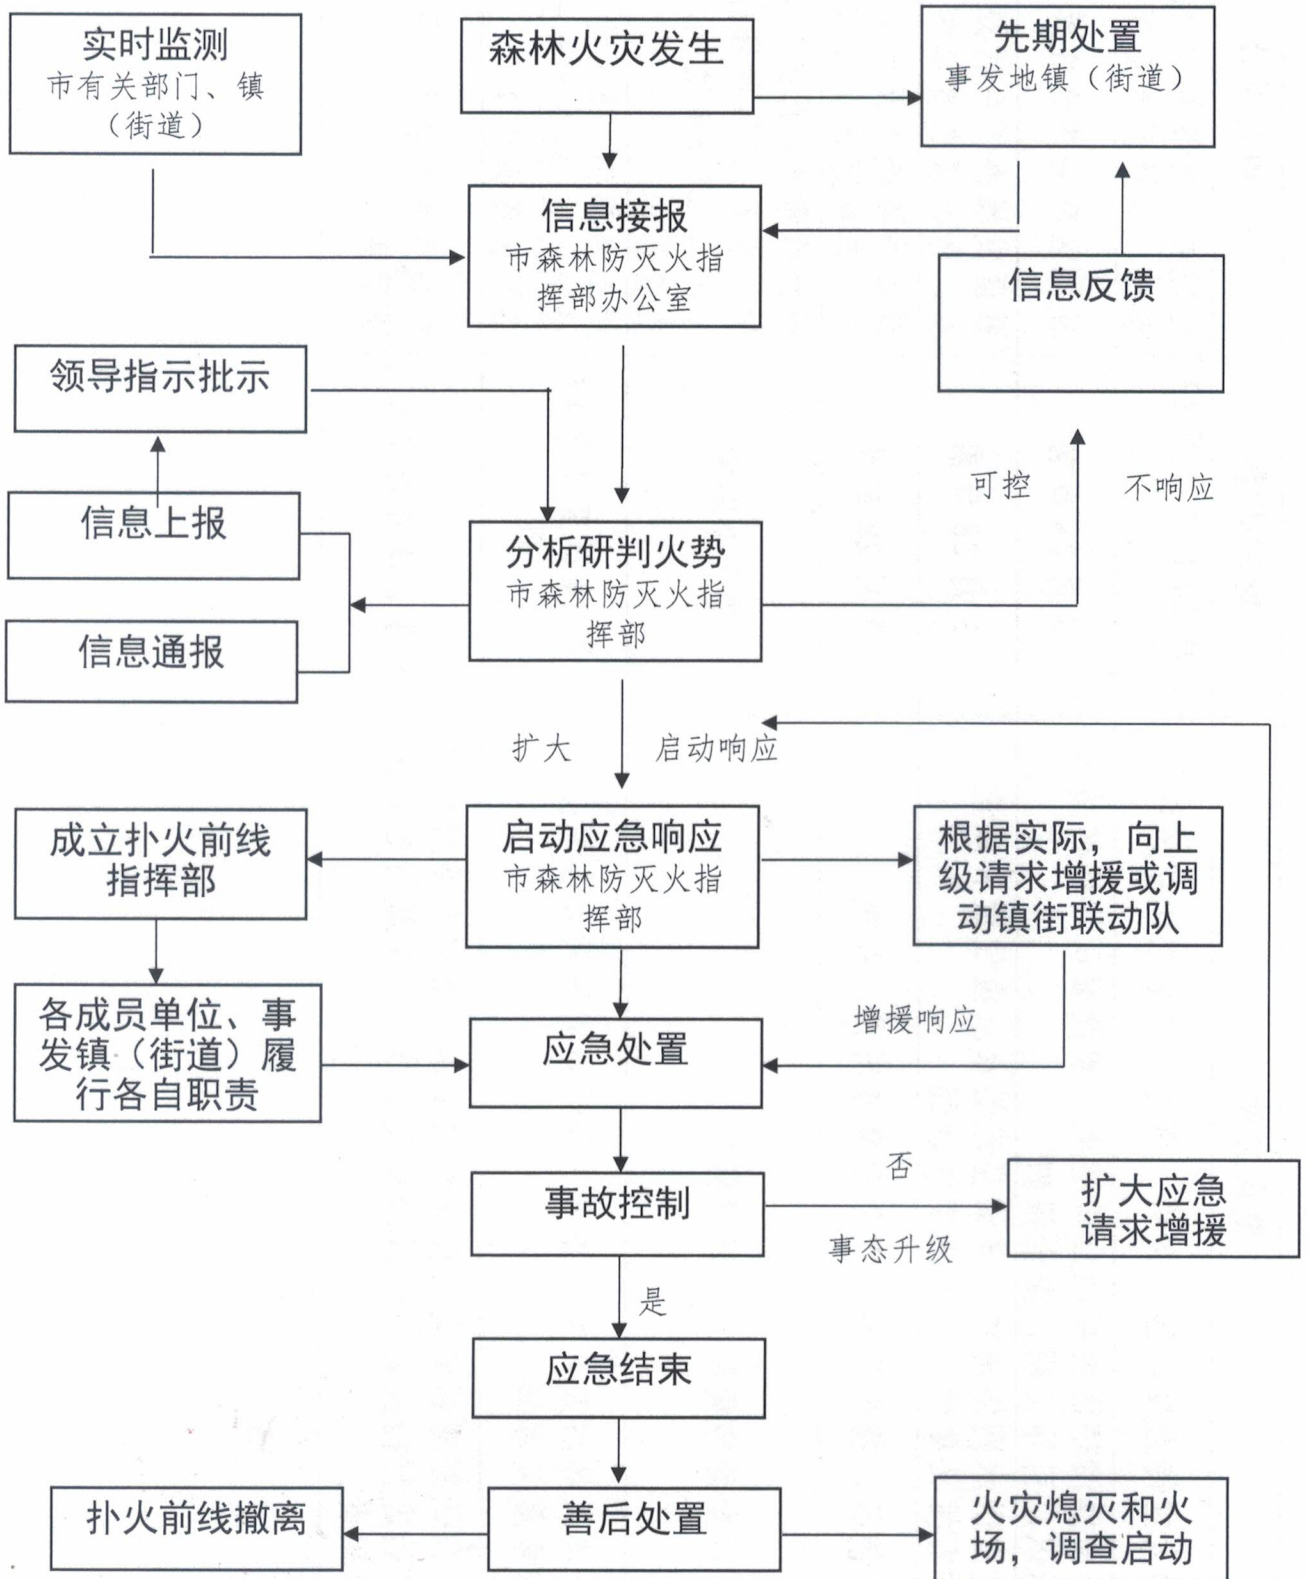 实时监测
市有关部门、镇
（街道）
森林火灾发生
先期处置
事发地镇（街道）
信息接报
市森林防灭火指
挥部办公室
信息反馈
领导指示批示
可控
不响应
信息上报
分析研判火势
市森林防灭火指
挥部
信息通报
扩大
启动响应
成立扑火前线
指挥部
启动应急响应
市森林防灭火指
挥部
根据实际，向上
级请求增援或调
动镇街联动队
各成员单位、事
发镇（街道）履
行各自职责
应急处置
增援响应
事故控制
否
事态升级
扩大应急
请求增援
是
应急结束
扑火前线撤离
善后处置
火灾熄灭和火
场，调查启动